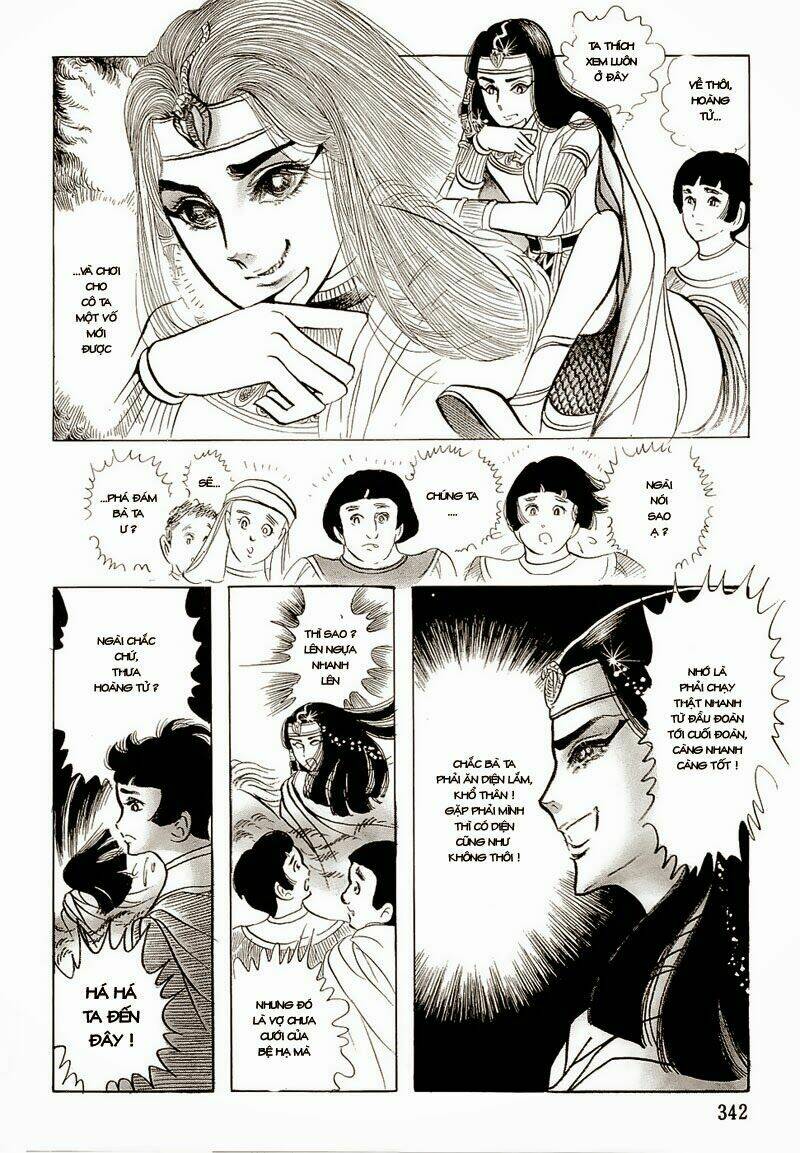 TA THÍCH
XEM LUÔN
Ở ĐÂY
VỀ THÔI,
HOÀNG
TỬ...
...VÀ CHƠI
CHO
CÔ TA
MỘT VỐ
MỚI
ĐƯỢC
SẼ...
...PHÁ ĐÁM
BÀ TA
Ư ?
CHÚNG TA
....
NGÀI
NÓI
SAO
Ạ ?
NGÀI CHẮC
CHỨ,
THƯA
HOÀNG TỬ ?
HÁ HÁ
TA ĐẾN
ĐÂY !
THÌ SAO ?
LÊN NGỰA
NHANH
LÊN
NHƯNG ĐÓ
LÀ VỢ CHƯA
CƯỚI CỦA
BỆ HẠ MÀ
NHỚ LÀ
PHẢI CHẠY
THẬT NHANH
TỪ ĐẦU ĐOÀN
TỚI CUỐI ĐOÀN,
CÀNG NHANH
CÀNG TỐT !
CHẮC BÀ TA
PHẢI ĂN DIỆN LẮM,
KHỔ THÂN !
GẶP PHẢI MÌNH
THÌ CÓ DIỆN
CŨNG NHƯ
KHÔNG THÔI !
342